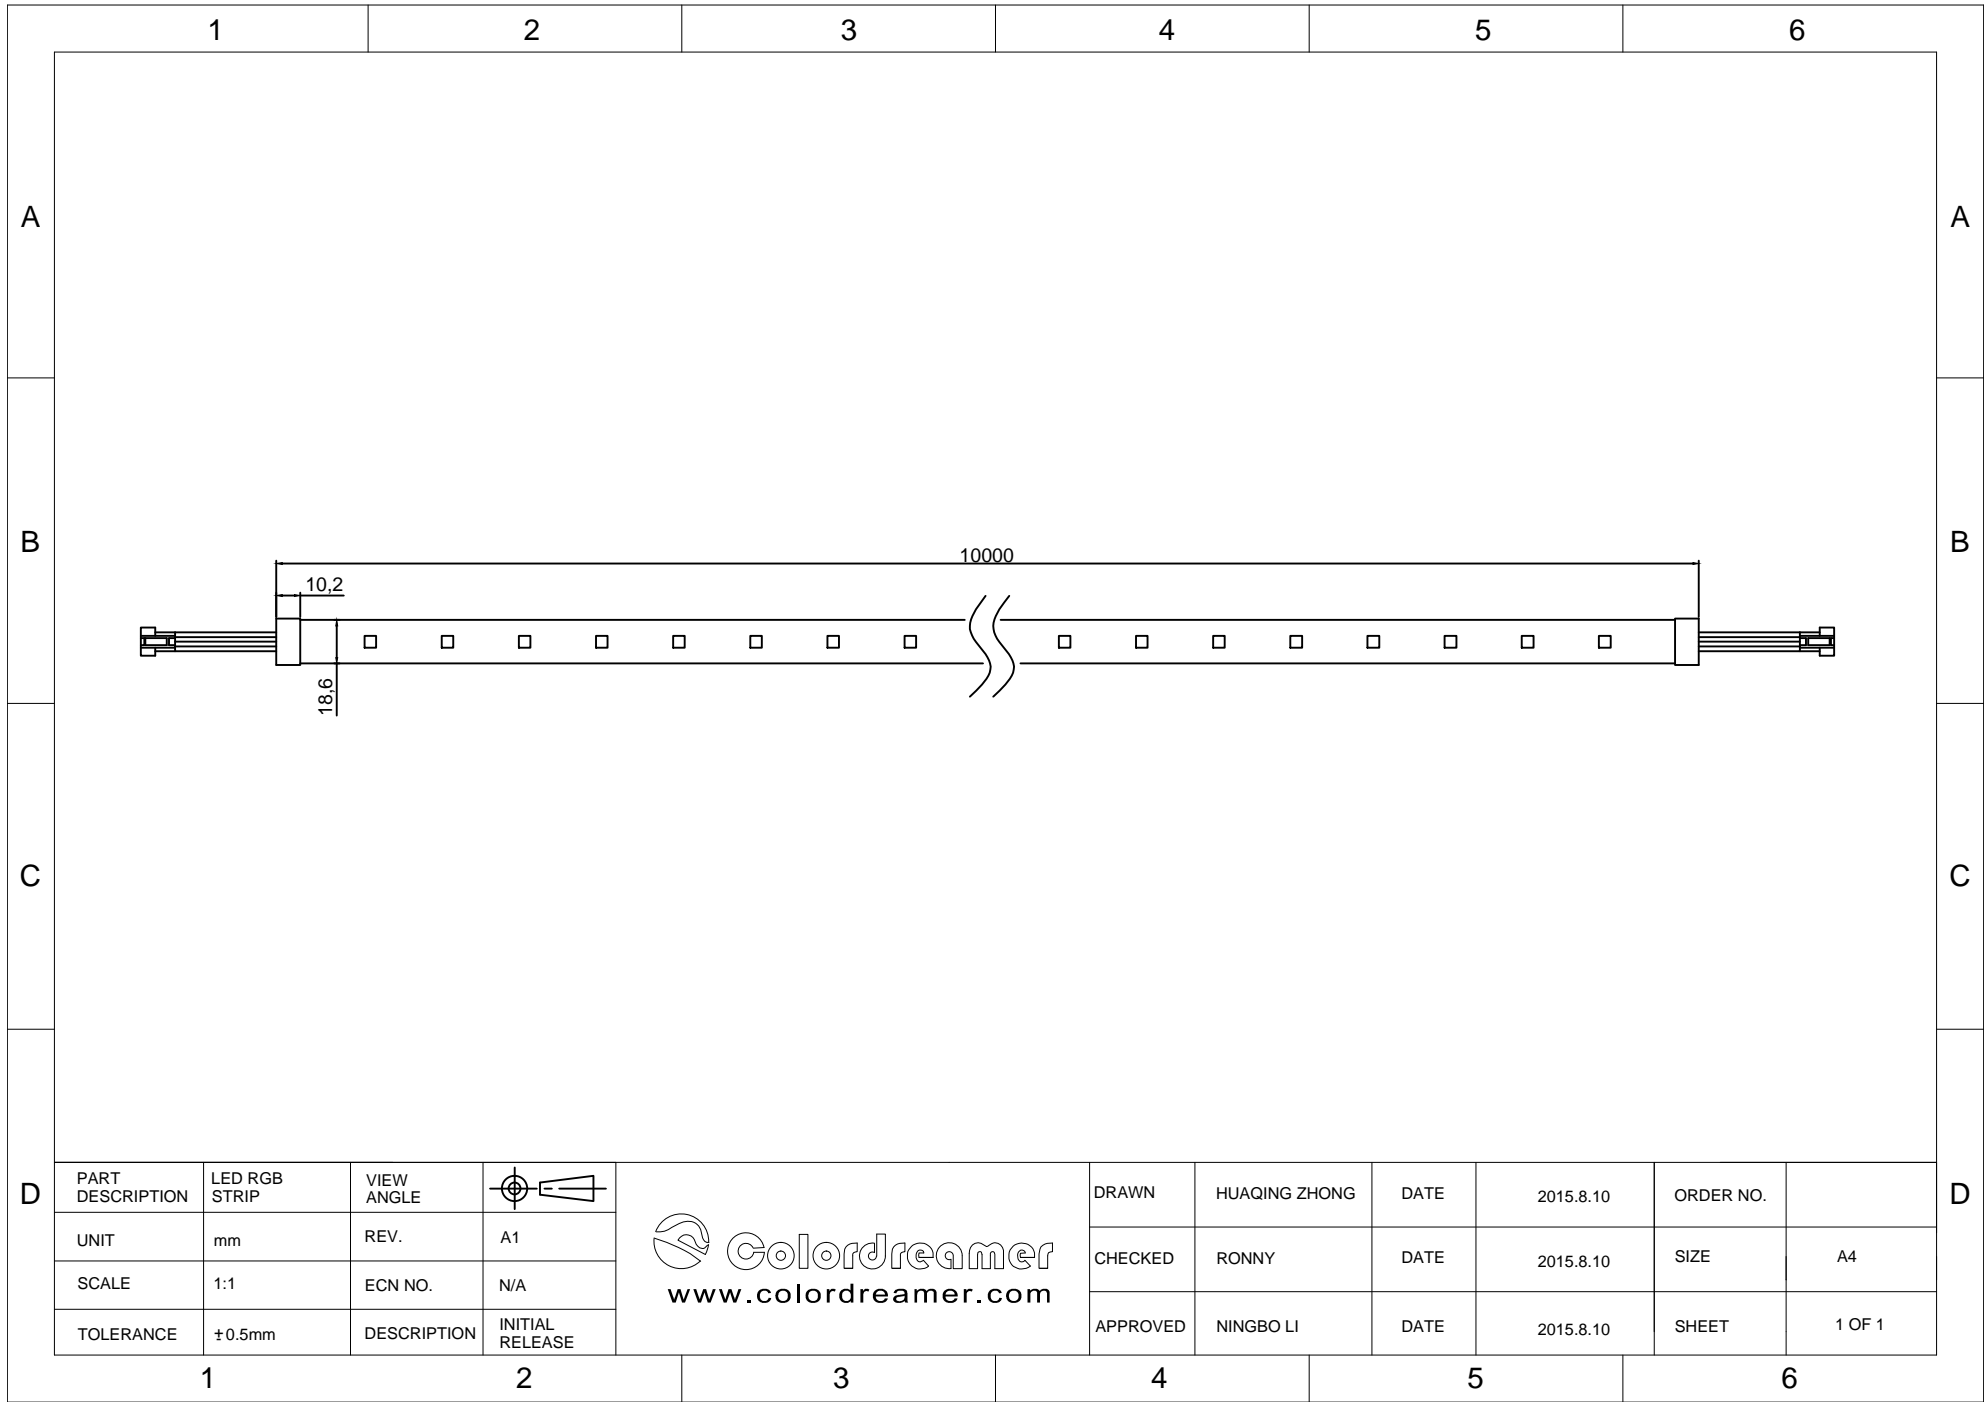 1 2 3 4 5 6
A A
B B
10000
10,2
18,6
C C
D D
PART
DESCRIPTION
LED RGB
STRIP
VIEW
ANGLE
UNIT
mm
REV.
A1
SCALE
1:1
ECN NO.
N/A
TOLERANCE
±0.5mm
DESCRIPTION
INITIAL
RELEASE
Colordreamer
www.colordreamer.com
DRAWN
HUAQING ZHONG
DATE
2015.8.10
ORDER NO.
CHECKED
RONNY
DATE
2015.8.10
SIZE
A4
APPROVED
NINGBO LI
DATE
2015.8.10
SHEET
1 OF 1
1 2 3 4 5 6